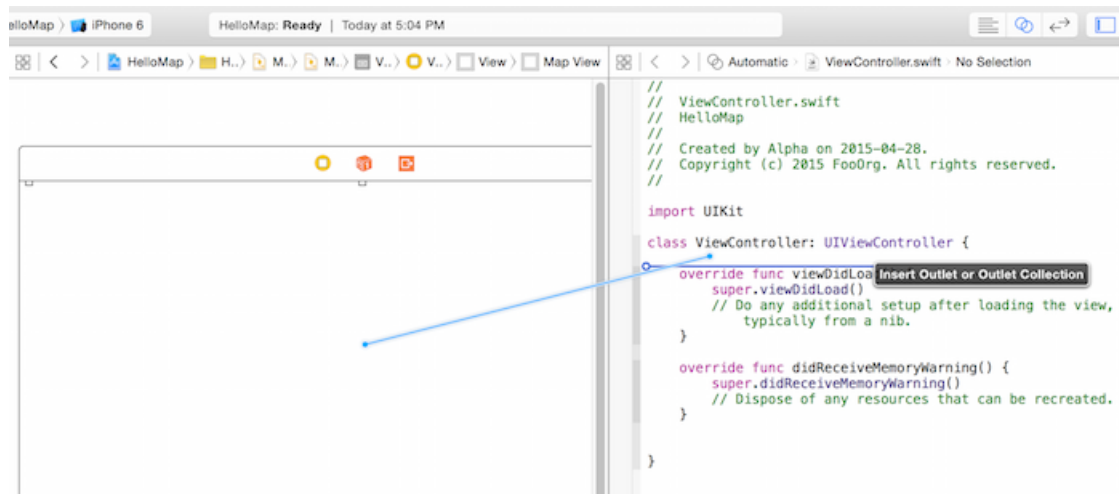 elloMap 〉 iPhone 6
HelloMap: Ready | Today at 5:04 PM
HelloMap 〉 H..〉 M..〉 M..〉 V..〉 V..〉 View 〉 Map View
Automatic 〉 ViewController.swift 〉 No Selection
//
// ViewController.swift
// HelloMap
//
// Created by Alpha on 2015-04-28.
// Copyright (c) 2015 FooOrg. All rights reserved.
//
import UIKit
class ViewController: UIViewController {
override func viewDidLoa
Insert Outlet or Outlet Collection
super.viewDidLoad()
// Do any additional setup after loading the view,
typically from a nib.
}
override func didReceiveMemoryWarning() {
super.didReceiveMemoryWarning()
// Dispose of any resources that can be recreated.
}
}